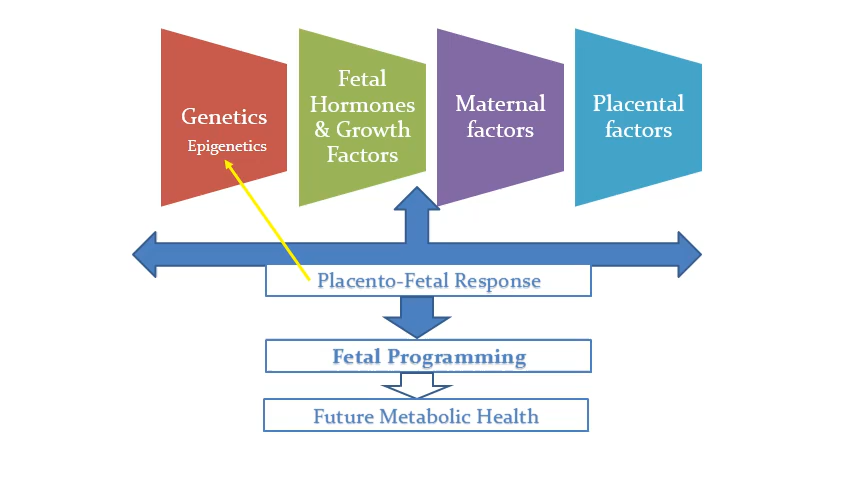 Genetics
Epigenetics
Fetal
Hormones
& Growth
Factors
Maternal
factors
Placental
factors
Placento-Fetal Response
Fetal Programming
Future Metabolic Health